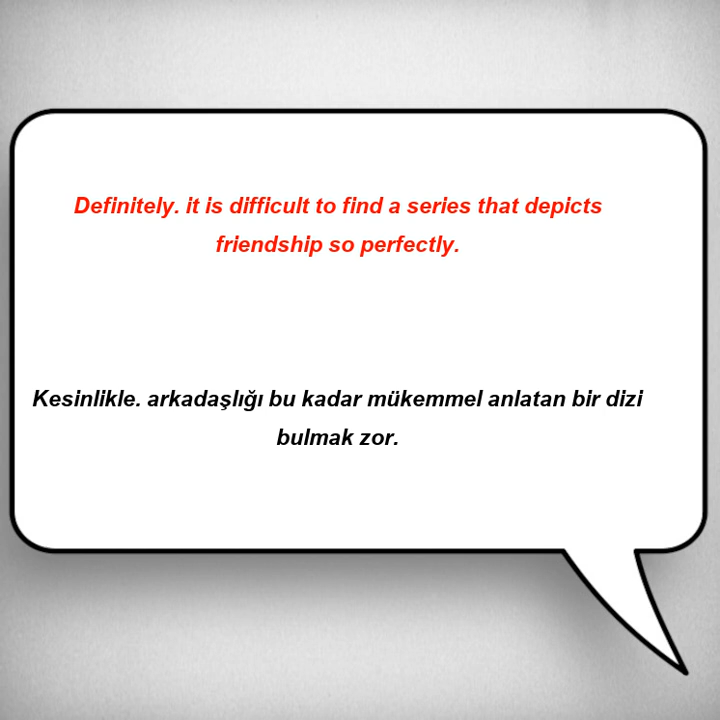 Definitely. it is difficult to find a series that depicts
friendship so perfectly.
Kesinlikle. arkadaşlığı bu kadar mükemmel anlatan bir dizi
bulmak zor.